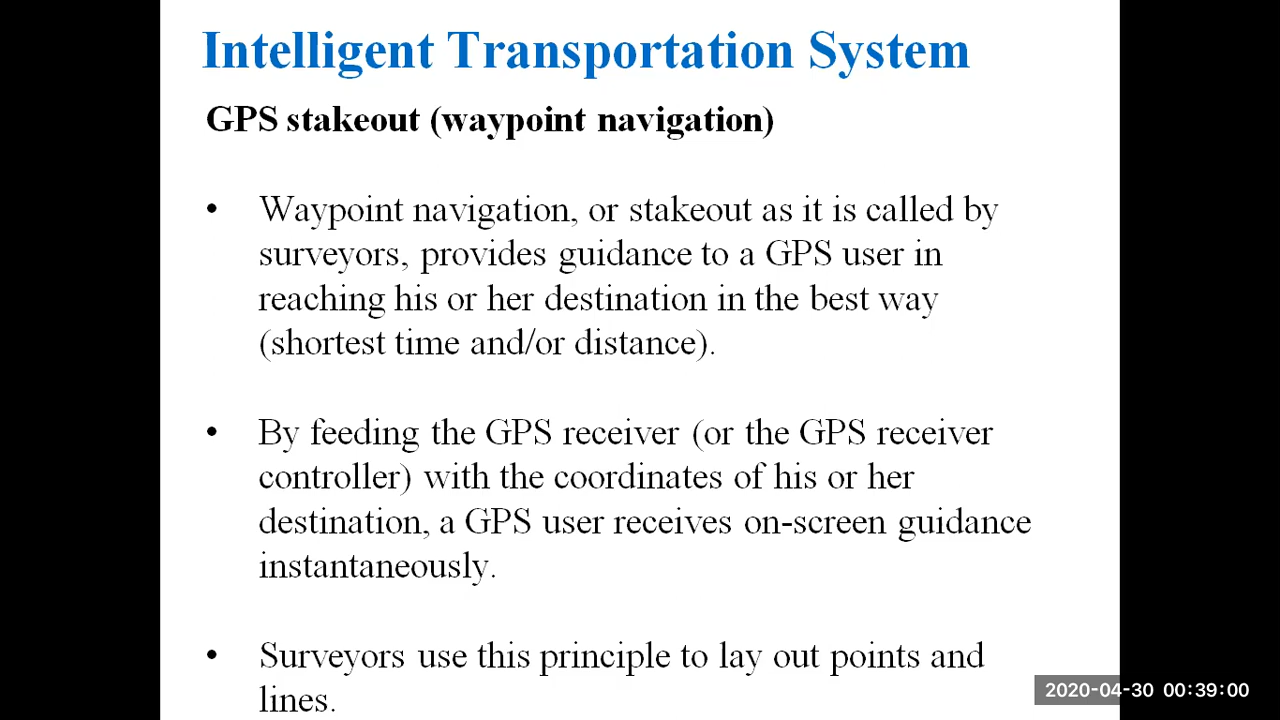 Intelligent Transportation System
GPS stakeout (waypoint navigation)
• Waypoint navigation, or stakeout as it is called by
surveyors, provides guidance to a GPS user in
reaching his or her destination in the best way
(shortest time and/or distance).
• By feeding the GPS receiver (or the GPS receiver
controller) with the coordinates of his or her
destination, a GPS user receives on-screen guidance
instantaneously.
• Surveyors use this principle to lay out points and
lines.
2020-04-30 00:39:00